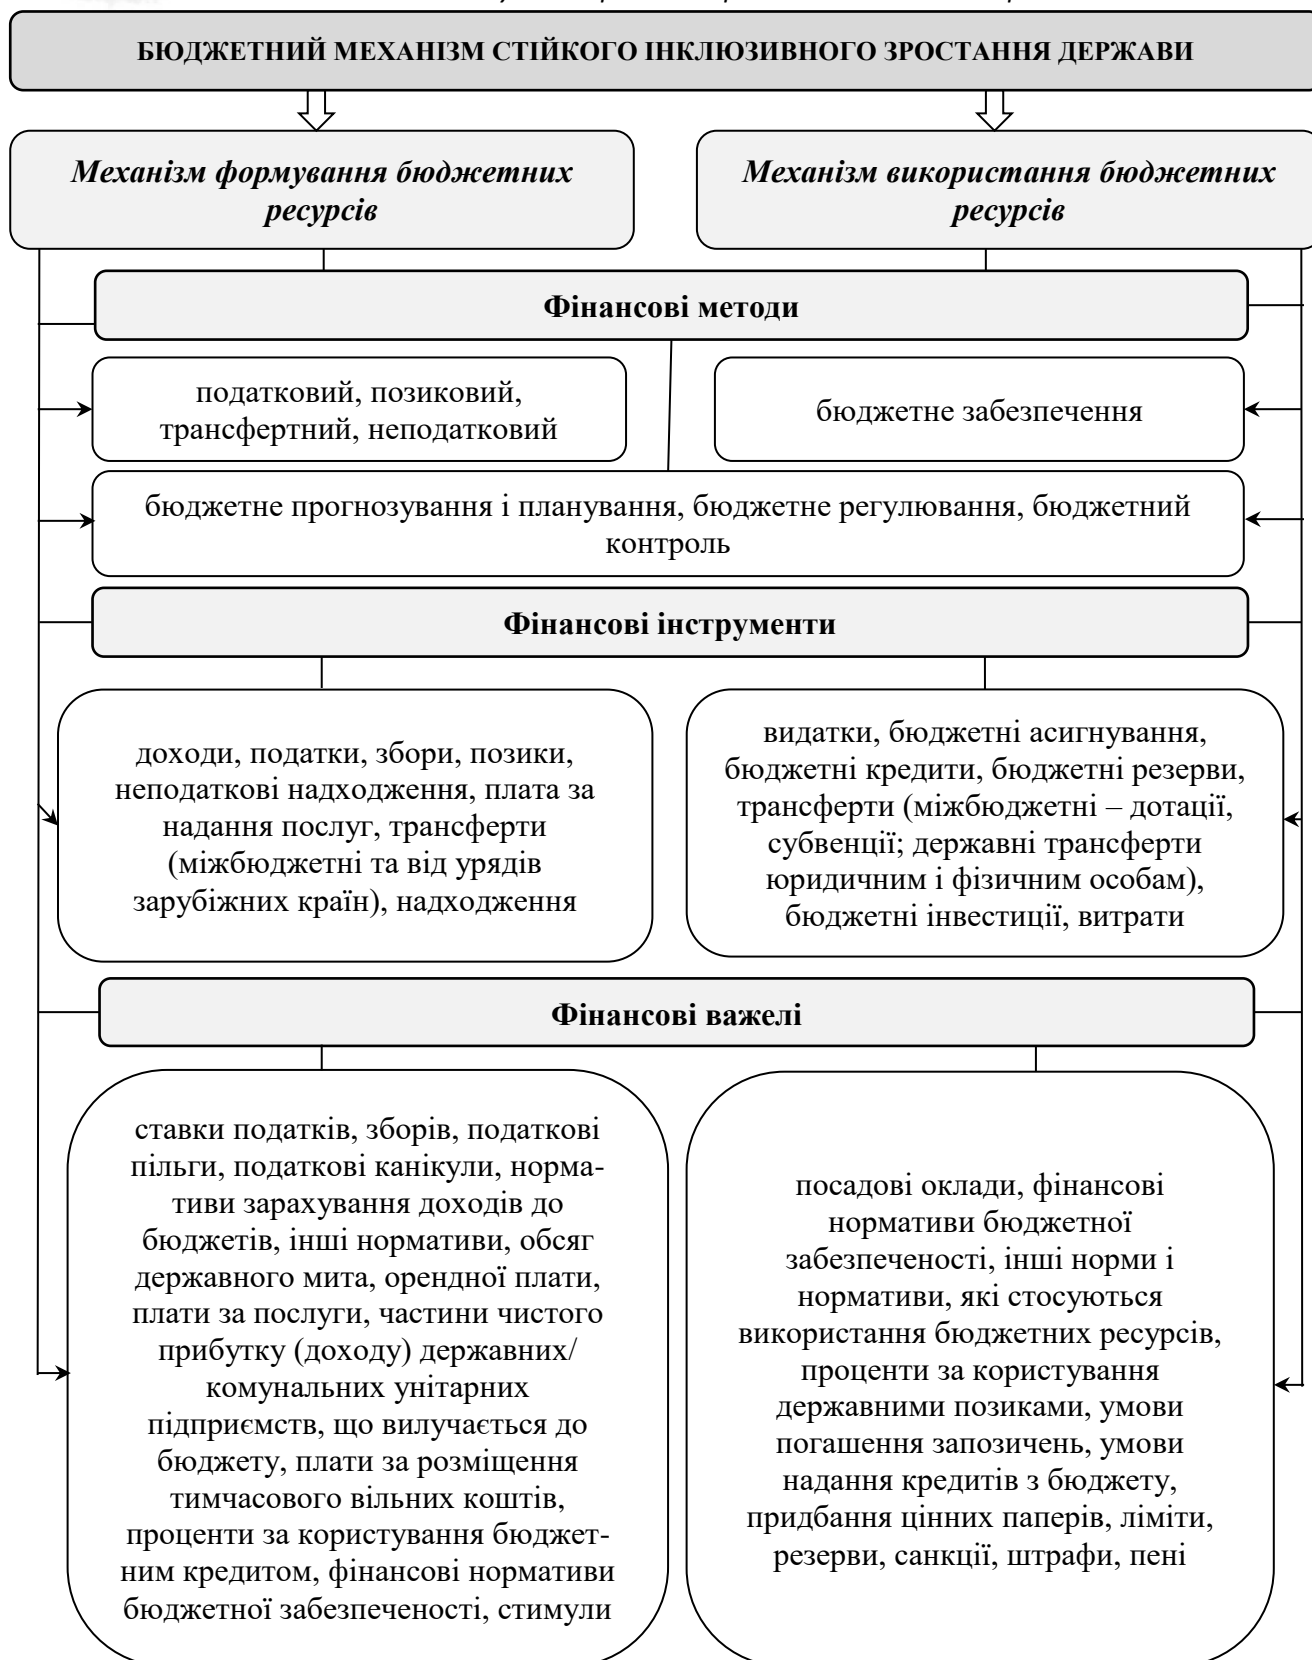 БЮДЖЕТНИЙ МЕХАНІЗМ СТІЙКОГО ІНКЛЮЗИВНОГО ЗРОСТАННЯ ДЕРЖАВИ
Механізм формування бюджетних
ресурсів
Механізм використання бюджетних
ресурсів
Фінансові методи
податковий, позиковий,
трансфертний, неподатковий
бюджетне забезпечення
бюджетне прогнозування і планування, бюджетне регулювання, бюджетний
контроль
Фінансові інструменти
доходи, податки, збори, позики,
неподаткові надходження, плата за
надання послуг, трансферти
(міжбюджетні та від урядів
зарубіжних країн), надходження
видатки, бюджетні асигнування,
бюджетні кредити, бюджетні резерви,
трансферти (міжбюджетні – дотації,
субвенції; державні трансферти
юридичним і фізичним особам),
бюджетні інвестиції, витрати
Фінансові важелі
ставки податків, зборів, податкові
пільги, податкові канікули, норма-
тиви зарахування доходів до
бюджетів, інші нормативи, обсяг
державного мита, орендної плати,
плати за послуги, частини чистого
прибутку (доходу) державних/
комунальних унітарних
підприємств, що вилучається до
бюджету, плати за розміщення
тимчасового вільних коштів,
проценти за користування бюджет-
ним кредитом, фінансові нормативи
бюджетної забезпеченості, стимули
посадові оклади, фінансові
нормативи бюджетної
забезпеченості, інші норми і
нормативи, які стосуються
використання бюджетних ресурсів,
проценти за користування
державними позиками, умови
погашення запозичень, умови
надання кредитів з бюджету,
придбання цінних паперів, ліміти,
резерви, санкції, штрафи, пені